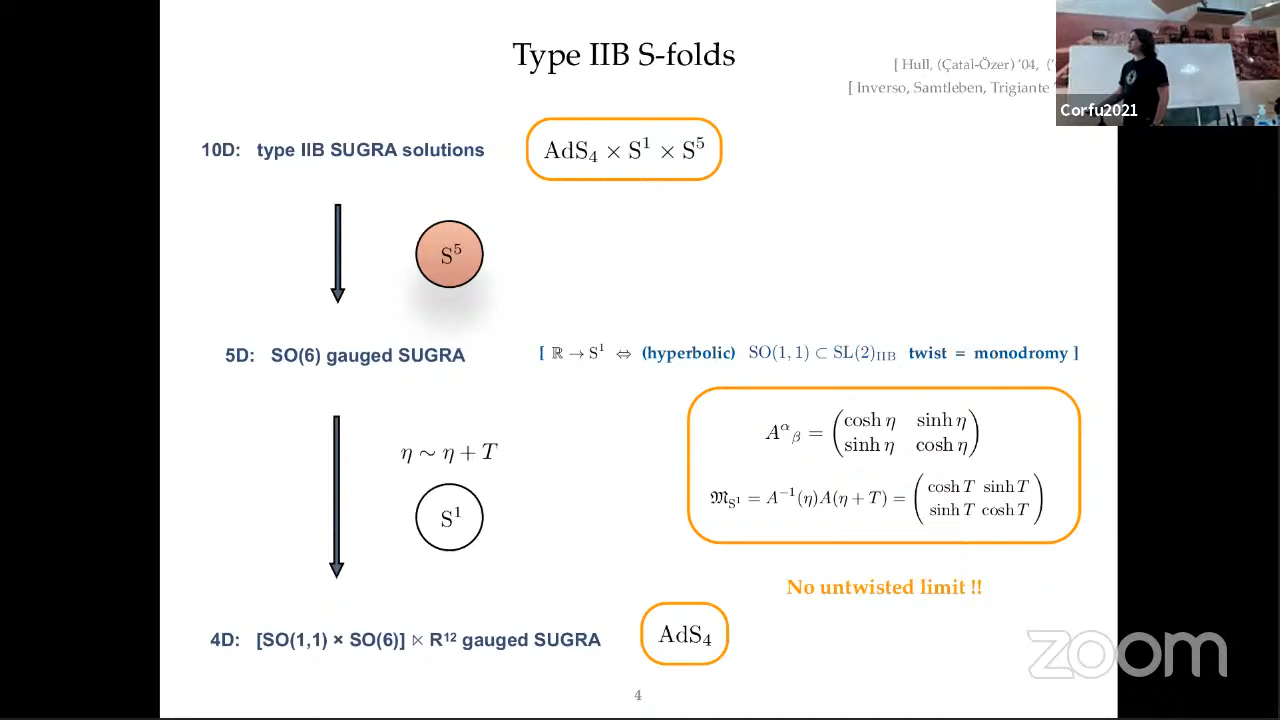 Type IIB S-folds
[ Hull, (Çatal-Özer) '04, ('
[ Inverso, Samtleben, Trigiante '
Corfu2021
10D: type IIB SUGRA solutions
AdS₄ × S¹ × S⁵
S⁵
5D: SO(6) gauged SUGRA
[ ℝ → S¹ ⇔ (hyperbolic) SO(1,1) ⊂ SL(2)_IIB twist = monodromy ]
A^α_β = ( cosh η sinh η
sinh η cosh η )
η ∼ η + T
𝔐_S¹ = A⁻¹(η)A(η + T) = ( cosh T sinh T
sinh T cosh T )
S¹
No untwisted limit !!
4D: [SO(1,1) × SO(6)] ⋉ R¹² gauged SUGRA
AdS₄
zoom
4